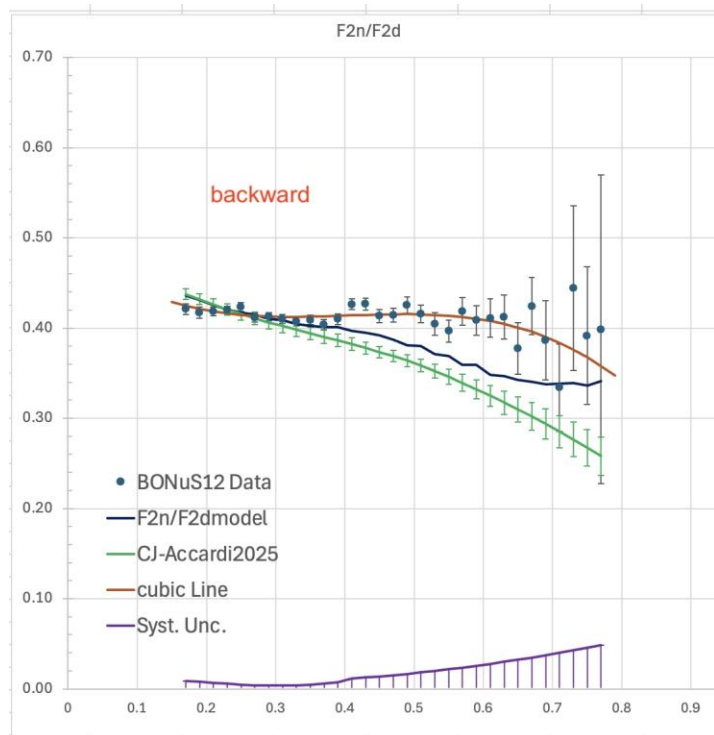 F2n/F2d
0.70
0.60
backward
0.50
0.40
0.30
BONuS12 Data
F2n/F2dmodel
0.20
CJ-Accardi2025
cubic Line
0.10
Syst. Unc.
0.00
0 0.1 0.2 0.3 0.4 0.5 0.6 0.7 0.8 0.9